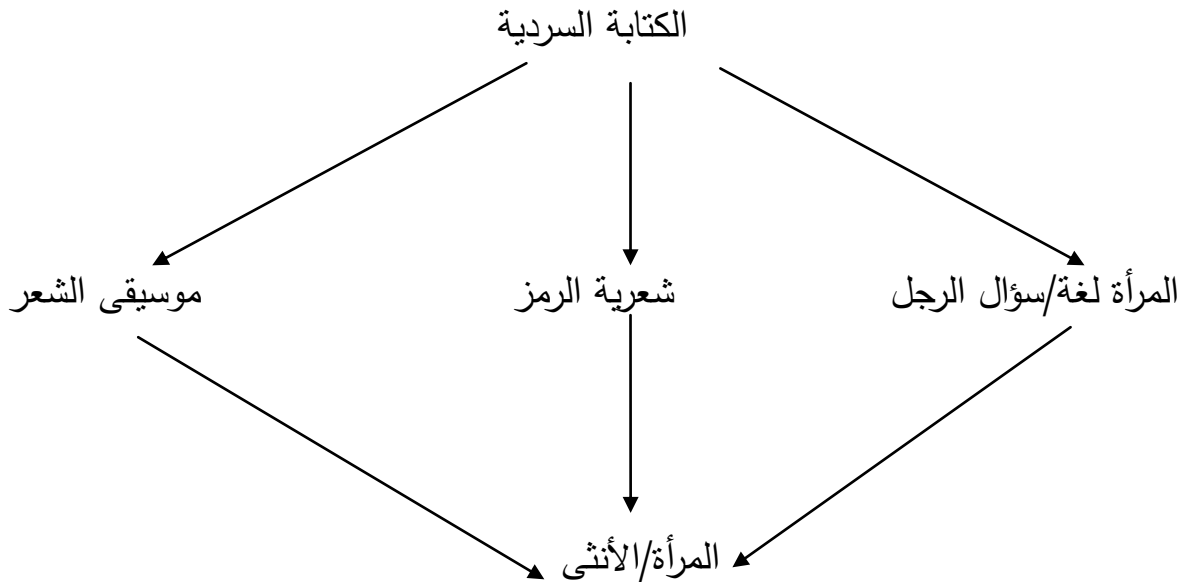 الكتابة السردية
المرأة لغة/سؤال الرجل
شعرية الرمز
موسيقى الشعر
المرأة/الأنثى